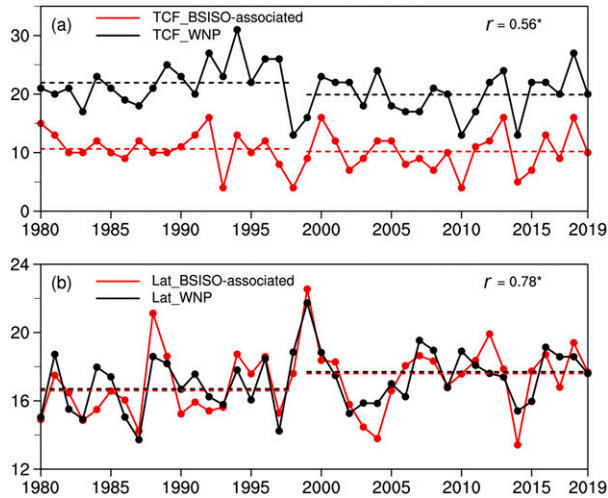 (a)
TCF_BSISO-associated
TCF_WNP
r = 0.56*
30
20
10
0
1980 1985 1990 1995 2000 2005 2010 2015 2019
(b)
Lat_BSISO-associated
Lat_WNP
r = 0.78*
24
20
16
12
1980 1985 1990 1995 2000 2005 2010 2015 2019